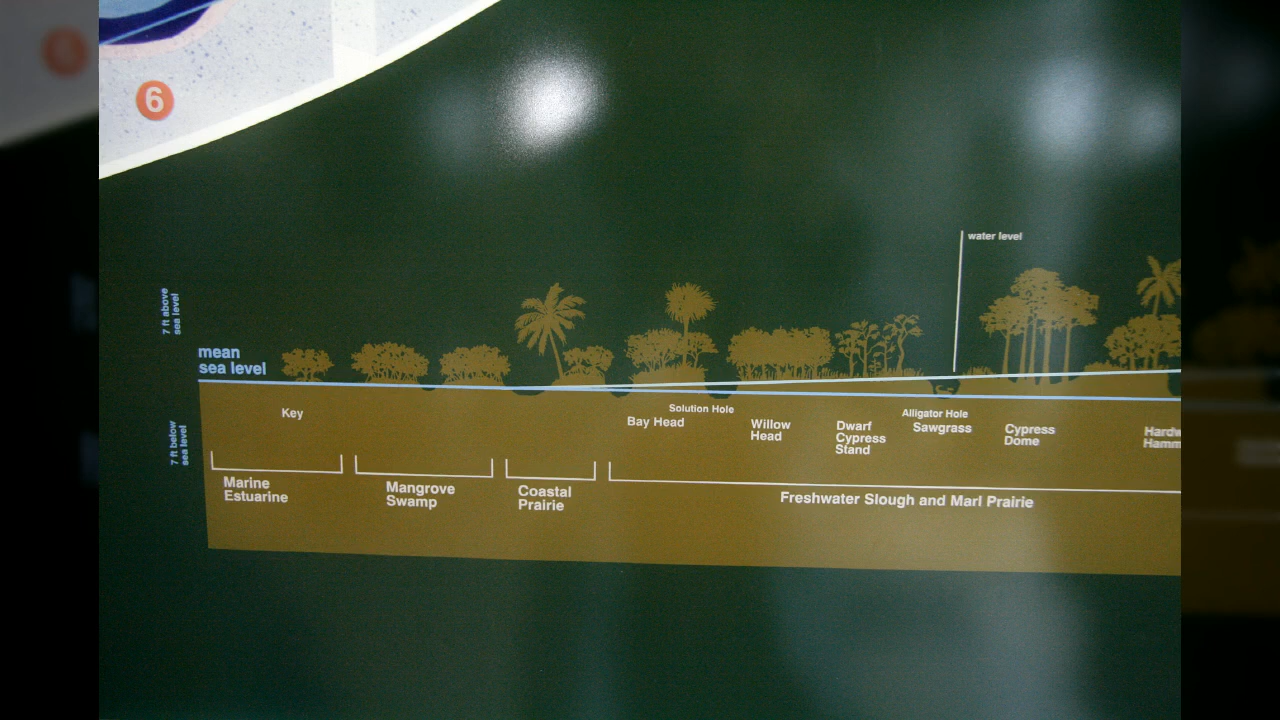 6
water level
7 ft above
sea level
mean
sea level
7 ft below
sea level
Key
Solution Hole
Bay Head
Willow
Head
Dwarf
Cypress
Stand
Alligator Hole
Sawgrass
Cypress
Dome
Marine
Estuarine
Mangrove
Swamp
Coastal
Prairie
Freshwater Slough and Marl Prairie